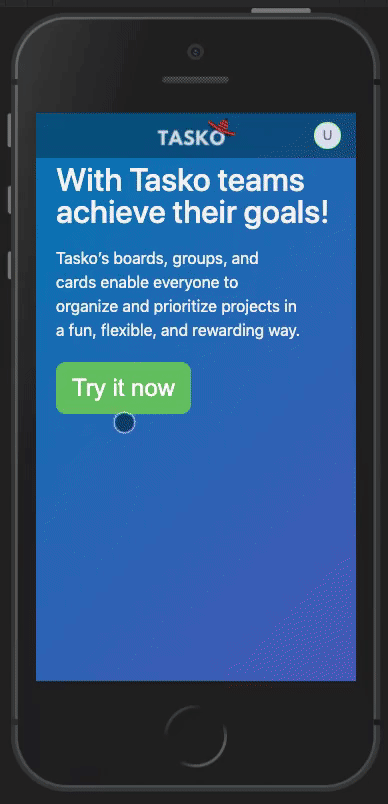 TASKO
U
With Tasko teams
achieve their goals!
Tasko's boards, groups, and
cards enable everyone to
organize and prioritize projects in
a fun, flexible, and rewarding way.
Try it now